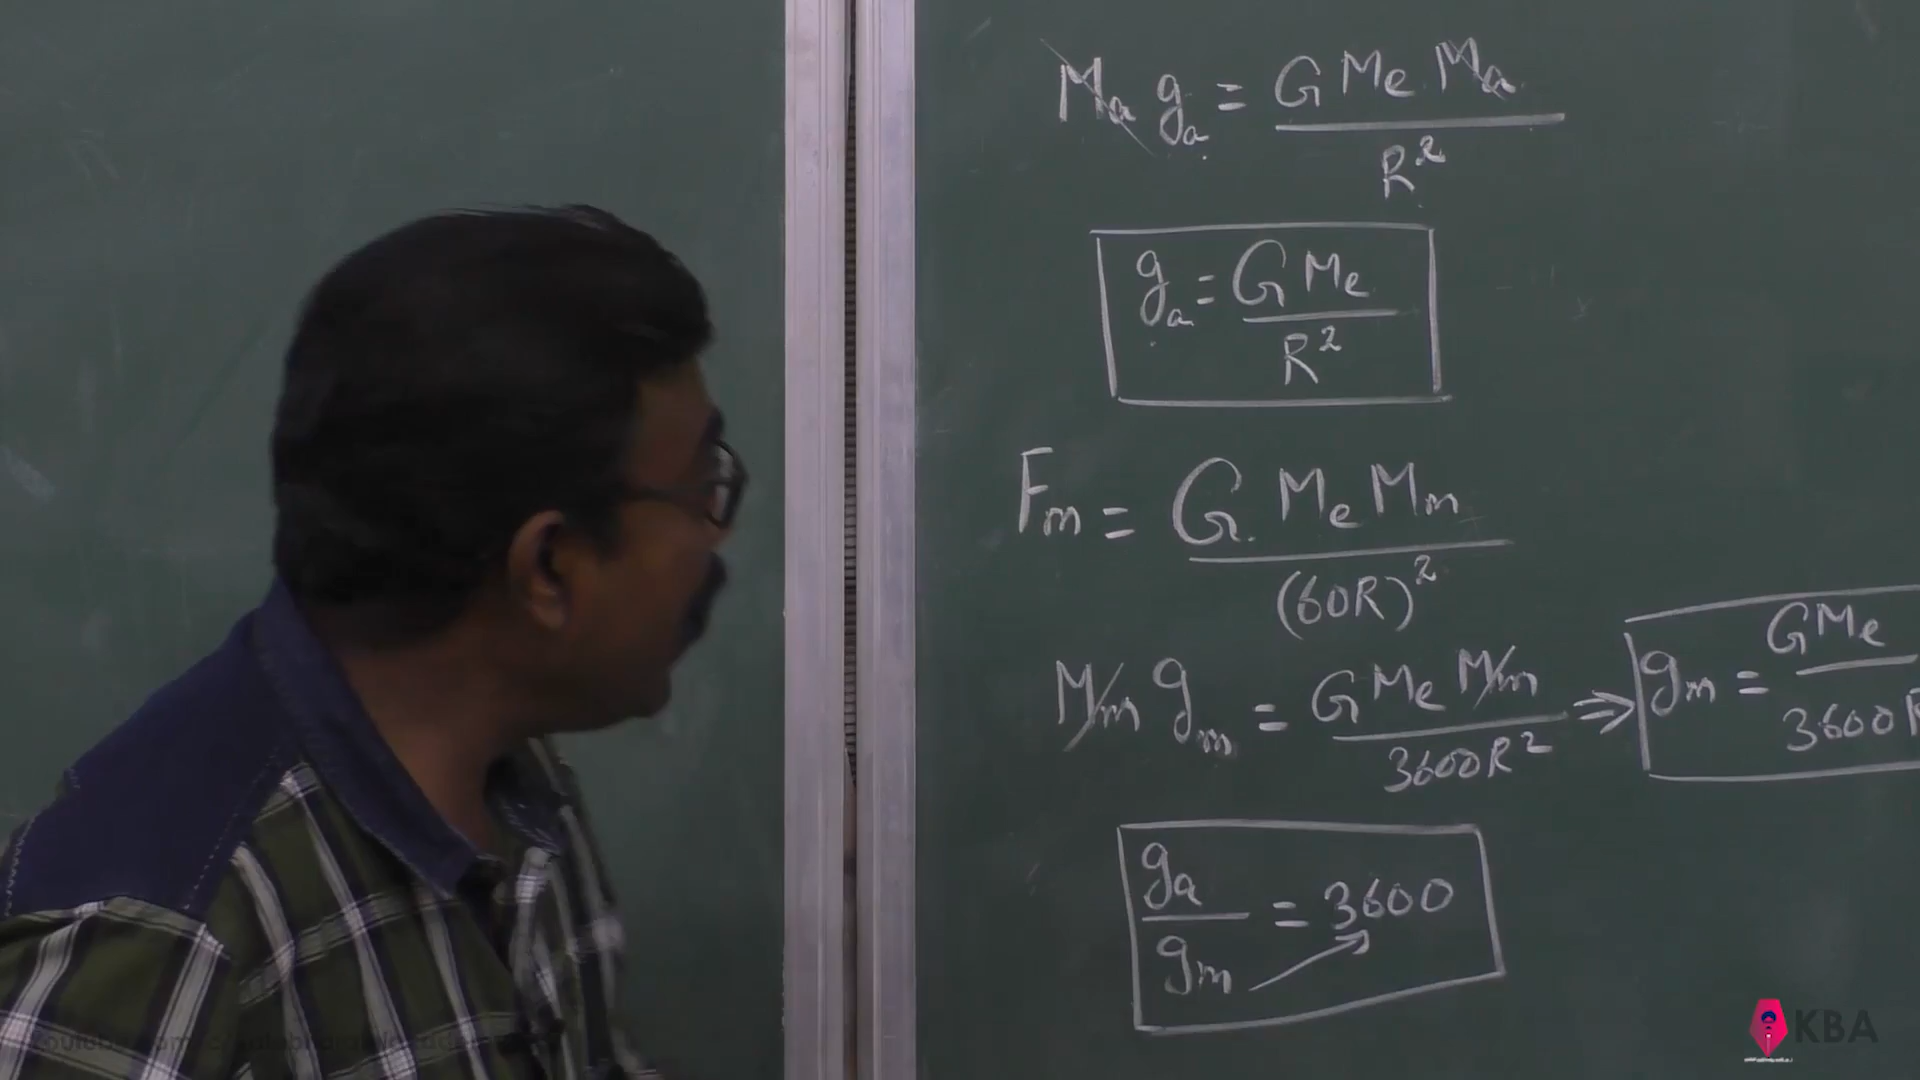 Ma ga = G Me Ma / R²
ga = G Me / R²
Fm = G Me Mm / (60R)²
Mm gm = G Me Mm / 3600R² ⇒ gm = GMe / 3600R
ga / gm = 3600
KBA